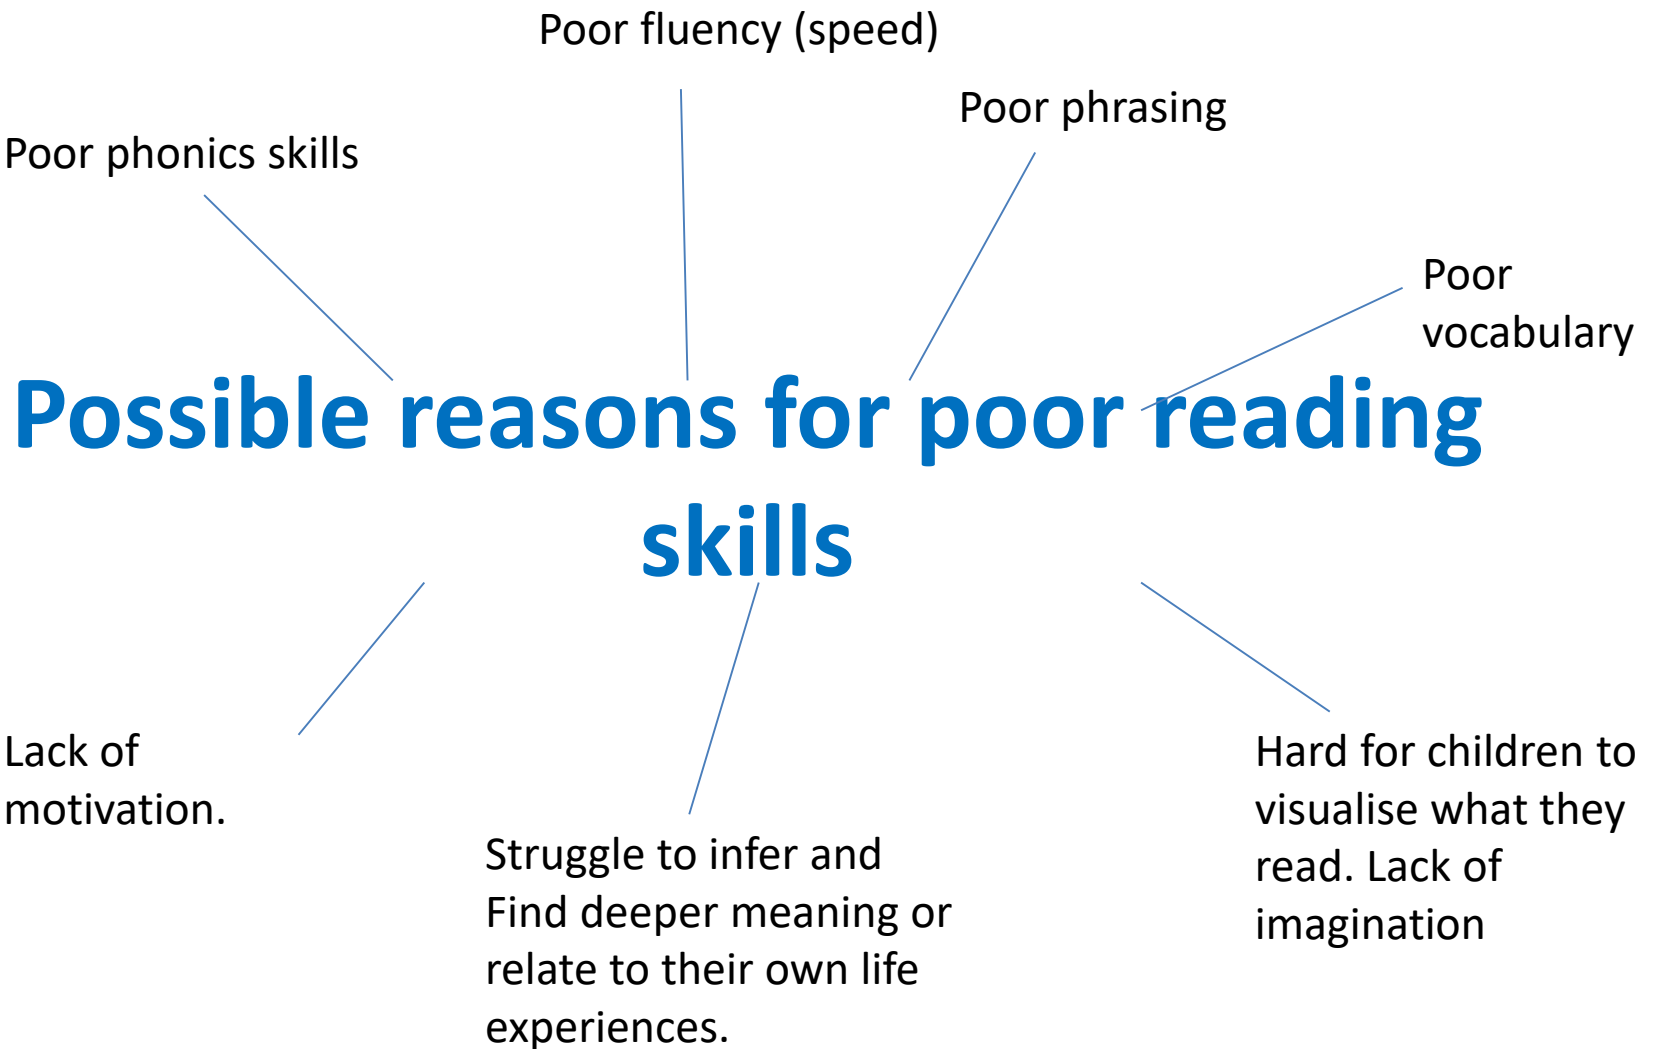 Poor fluency (speed)
Poor phrasing
Poor phonics skills
Poor
vocabulary
Possible reasons for poor reading
skills
Lack of
motivation.
Struggle to infer and
Find deeper meaning or
relate to their own life
experiences.
Hard for children to
visualise what they
read. Lack of
imagination